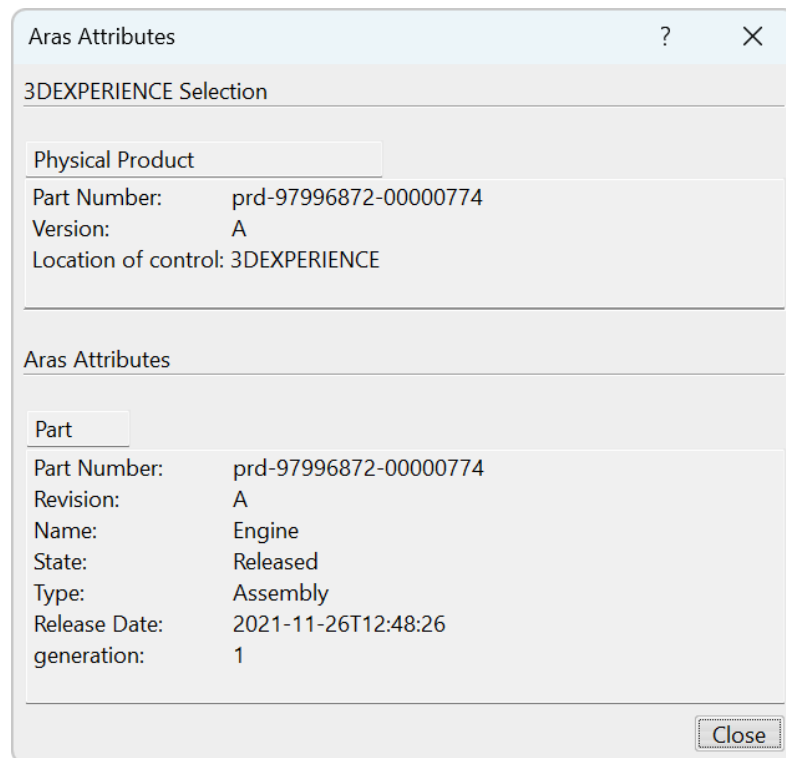 Aras Attributes ?
3DEXPERIENCE Selection
Physical Product
Part Number: prd-97996872-00000774
Version: A
Location of control: 3DEXPERIENCE
Aras Attributes
Part
Part Number: prd-97996872-00000774
Revision: A
Name: Engine
State: Released
Type: Assembly
Release Date: 2021-11-26T12:48:26
generation: 1
Close